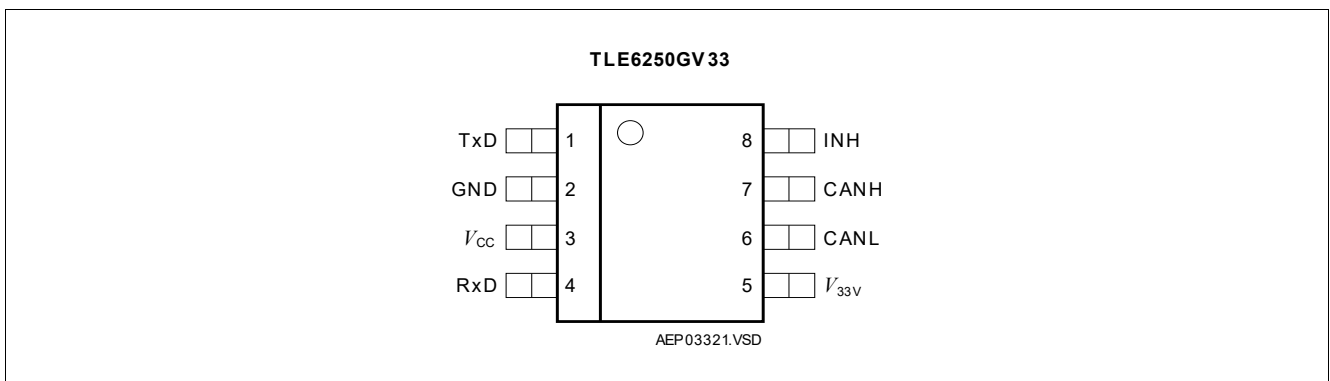 TLE6250GV33
TxD 1 8 INH
GND 2 7 CANH
VCC 3 6 CANL
RxD 4 5 V33V
AEP03321.VSD